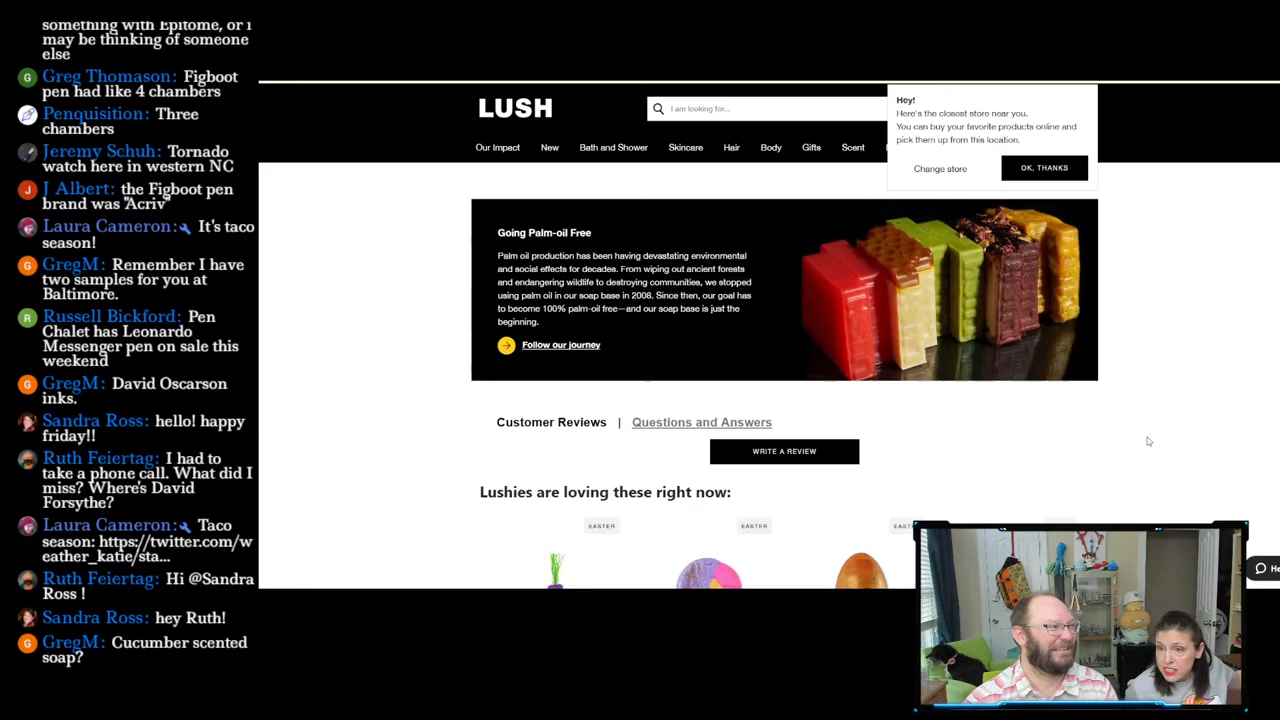 something with Epitome, or i
may be thinking of someone
else
G Greg Thomason: Figboot
pen had like 4 chambers
Penquisition: Three
chambers
Jeremy Schuh: Tornado
watch here in western NC
J J Albert: the Figboot pen
brand was "Acriv"
Laura Cameron: It's taco
season!
G GregM: Remember I have
two samples for you at
Baltimore.
R Russell Bickford: Pen
Chalet has Leonardo
Messenger pen on sale this
weekend
G GregM: David Oscarson
inks.
Sandra Ross: hello! happy
friday!!
Ruth Feiertag: I had to
take a phone call. What did I
miss? Where's David
Forsythe?
Laura Cameron: Taco
season: https://twitter.com/w
eather_katie/sta...
Ruth Feiertag: Hi @Sandra
Ross !
Sandra Ross: hey Ruth!
G GregM: Cucumber scented
soap?
LUSH
I am looking for...
Hey!
Here's the closest store near you.
You can buy your favorite products online and
pick them up from this location.
Change store
OK, THANKS
Our Impact New Bath and Shower Skincare Hair Body Gifts Scent
Going Palm-oil Free
Palm oil production has been having devastating environmental
and social effects for decades. From wiping out ancient forests
and endangering wildlife to destroying communities, we stopped
using palm oil in our soap base in 2008. Since then, our goal has
to become 100% palm-oil free—and our soap base is just the
beginning.
Follow our journey
Customer Reviews | Questions and Answers
WRITE A REVIEW
Lushies are loving these right now:
EASTER EASTER EAST
He